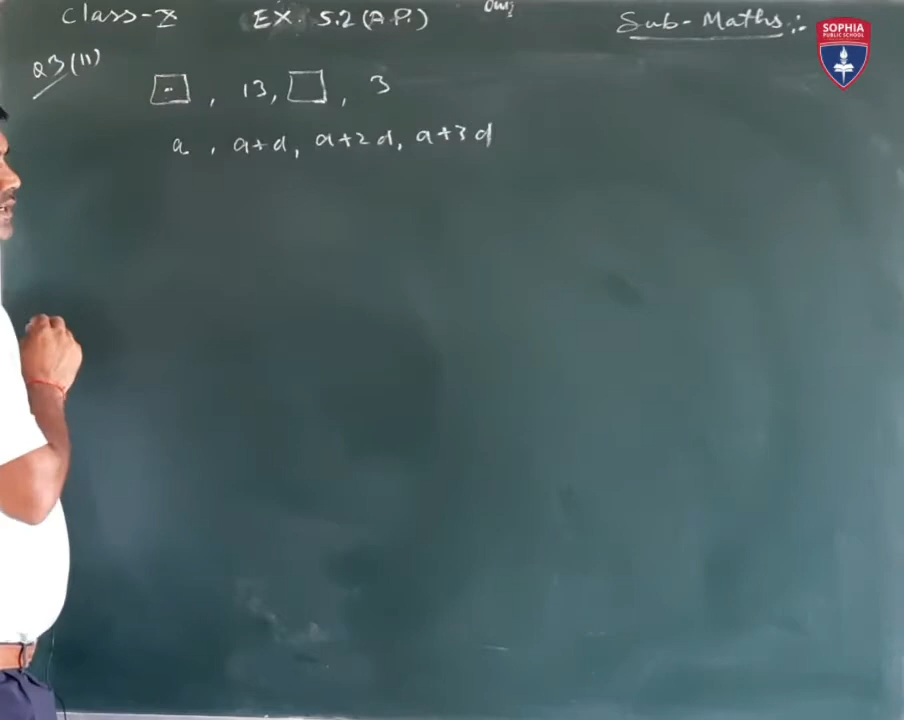 Class-X EX. 5.2 (A.P.) Sub-Maths :-
SOPHIA
PUBLIC SCHOOL
Q3(ii)
□, 13, □, 3
a, a+d, a+2d, a+3d